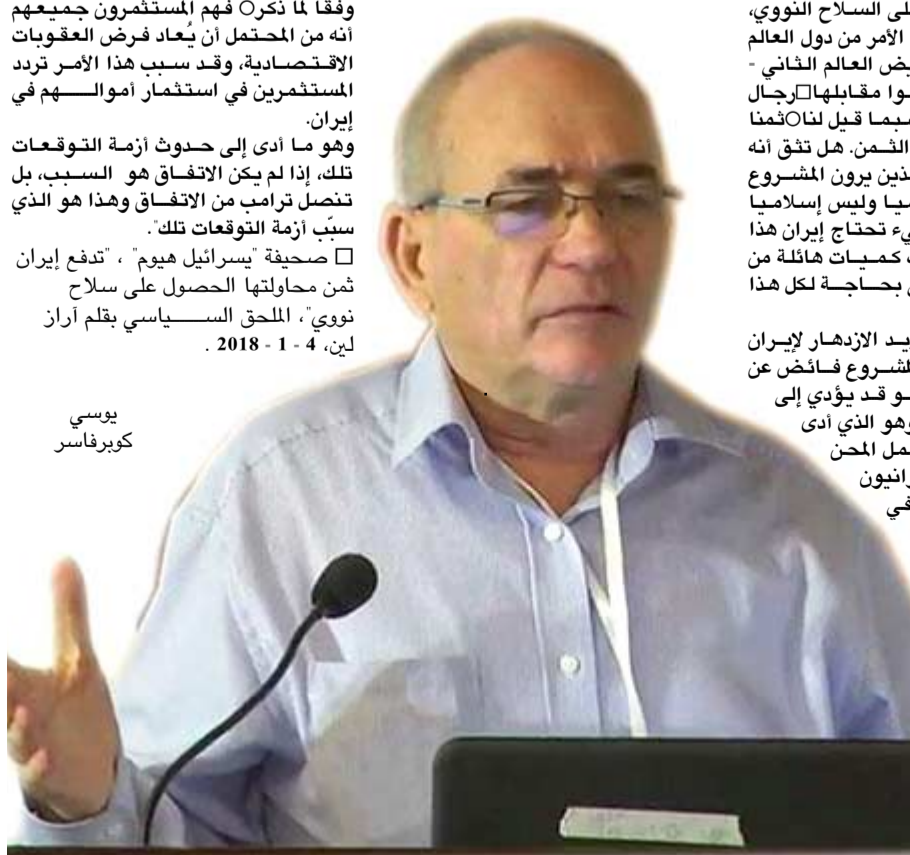 لى السلاح النووي،
الأمر من دول العالم
يض العالم الثاني -
وا مقابلها□رجال
سبما قيل لنا○ثمنا
الثمن. هل تثق أنه
ذين يرون المشروع
ميا وليس إسلاميا
يء تحتاج إيران هذا
كميات هائلة من
بحاجة لكل هذا
يد الازدهار لإيران
لمشروع فائض عن
و قد يؤدي إلى
وهو الذي أدى
مل المحن
رانيون
في
وفقا لما ذكر○ فهم المستثمرون جميعهم
أنه من المحتمل أن يُعاد فرض العقوبات
الاقتصادية، وقد سبب هذا الأمر تردد
المستثمرين في استثمار أموالهم في
إيران.
وهو ما أدى إلى حدوث أزمة التوقعات
تلك، إذا لم يكن الاتفاق هو السبب، بل
تنصل ترامب من الاتفاق وهذا هو الذي
سبّب أزمة التوقعات تلك".
□ صحيفة "يسرائيل هيوم" ، "تدفع إيران
ثمن محاولتها الحصول على سلاح
نووي"، الملحق السياسي بقلم آراز
لين، 4 - 1 - 2018 .
يوسي
كوبرفاسر